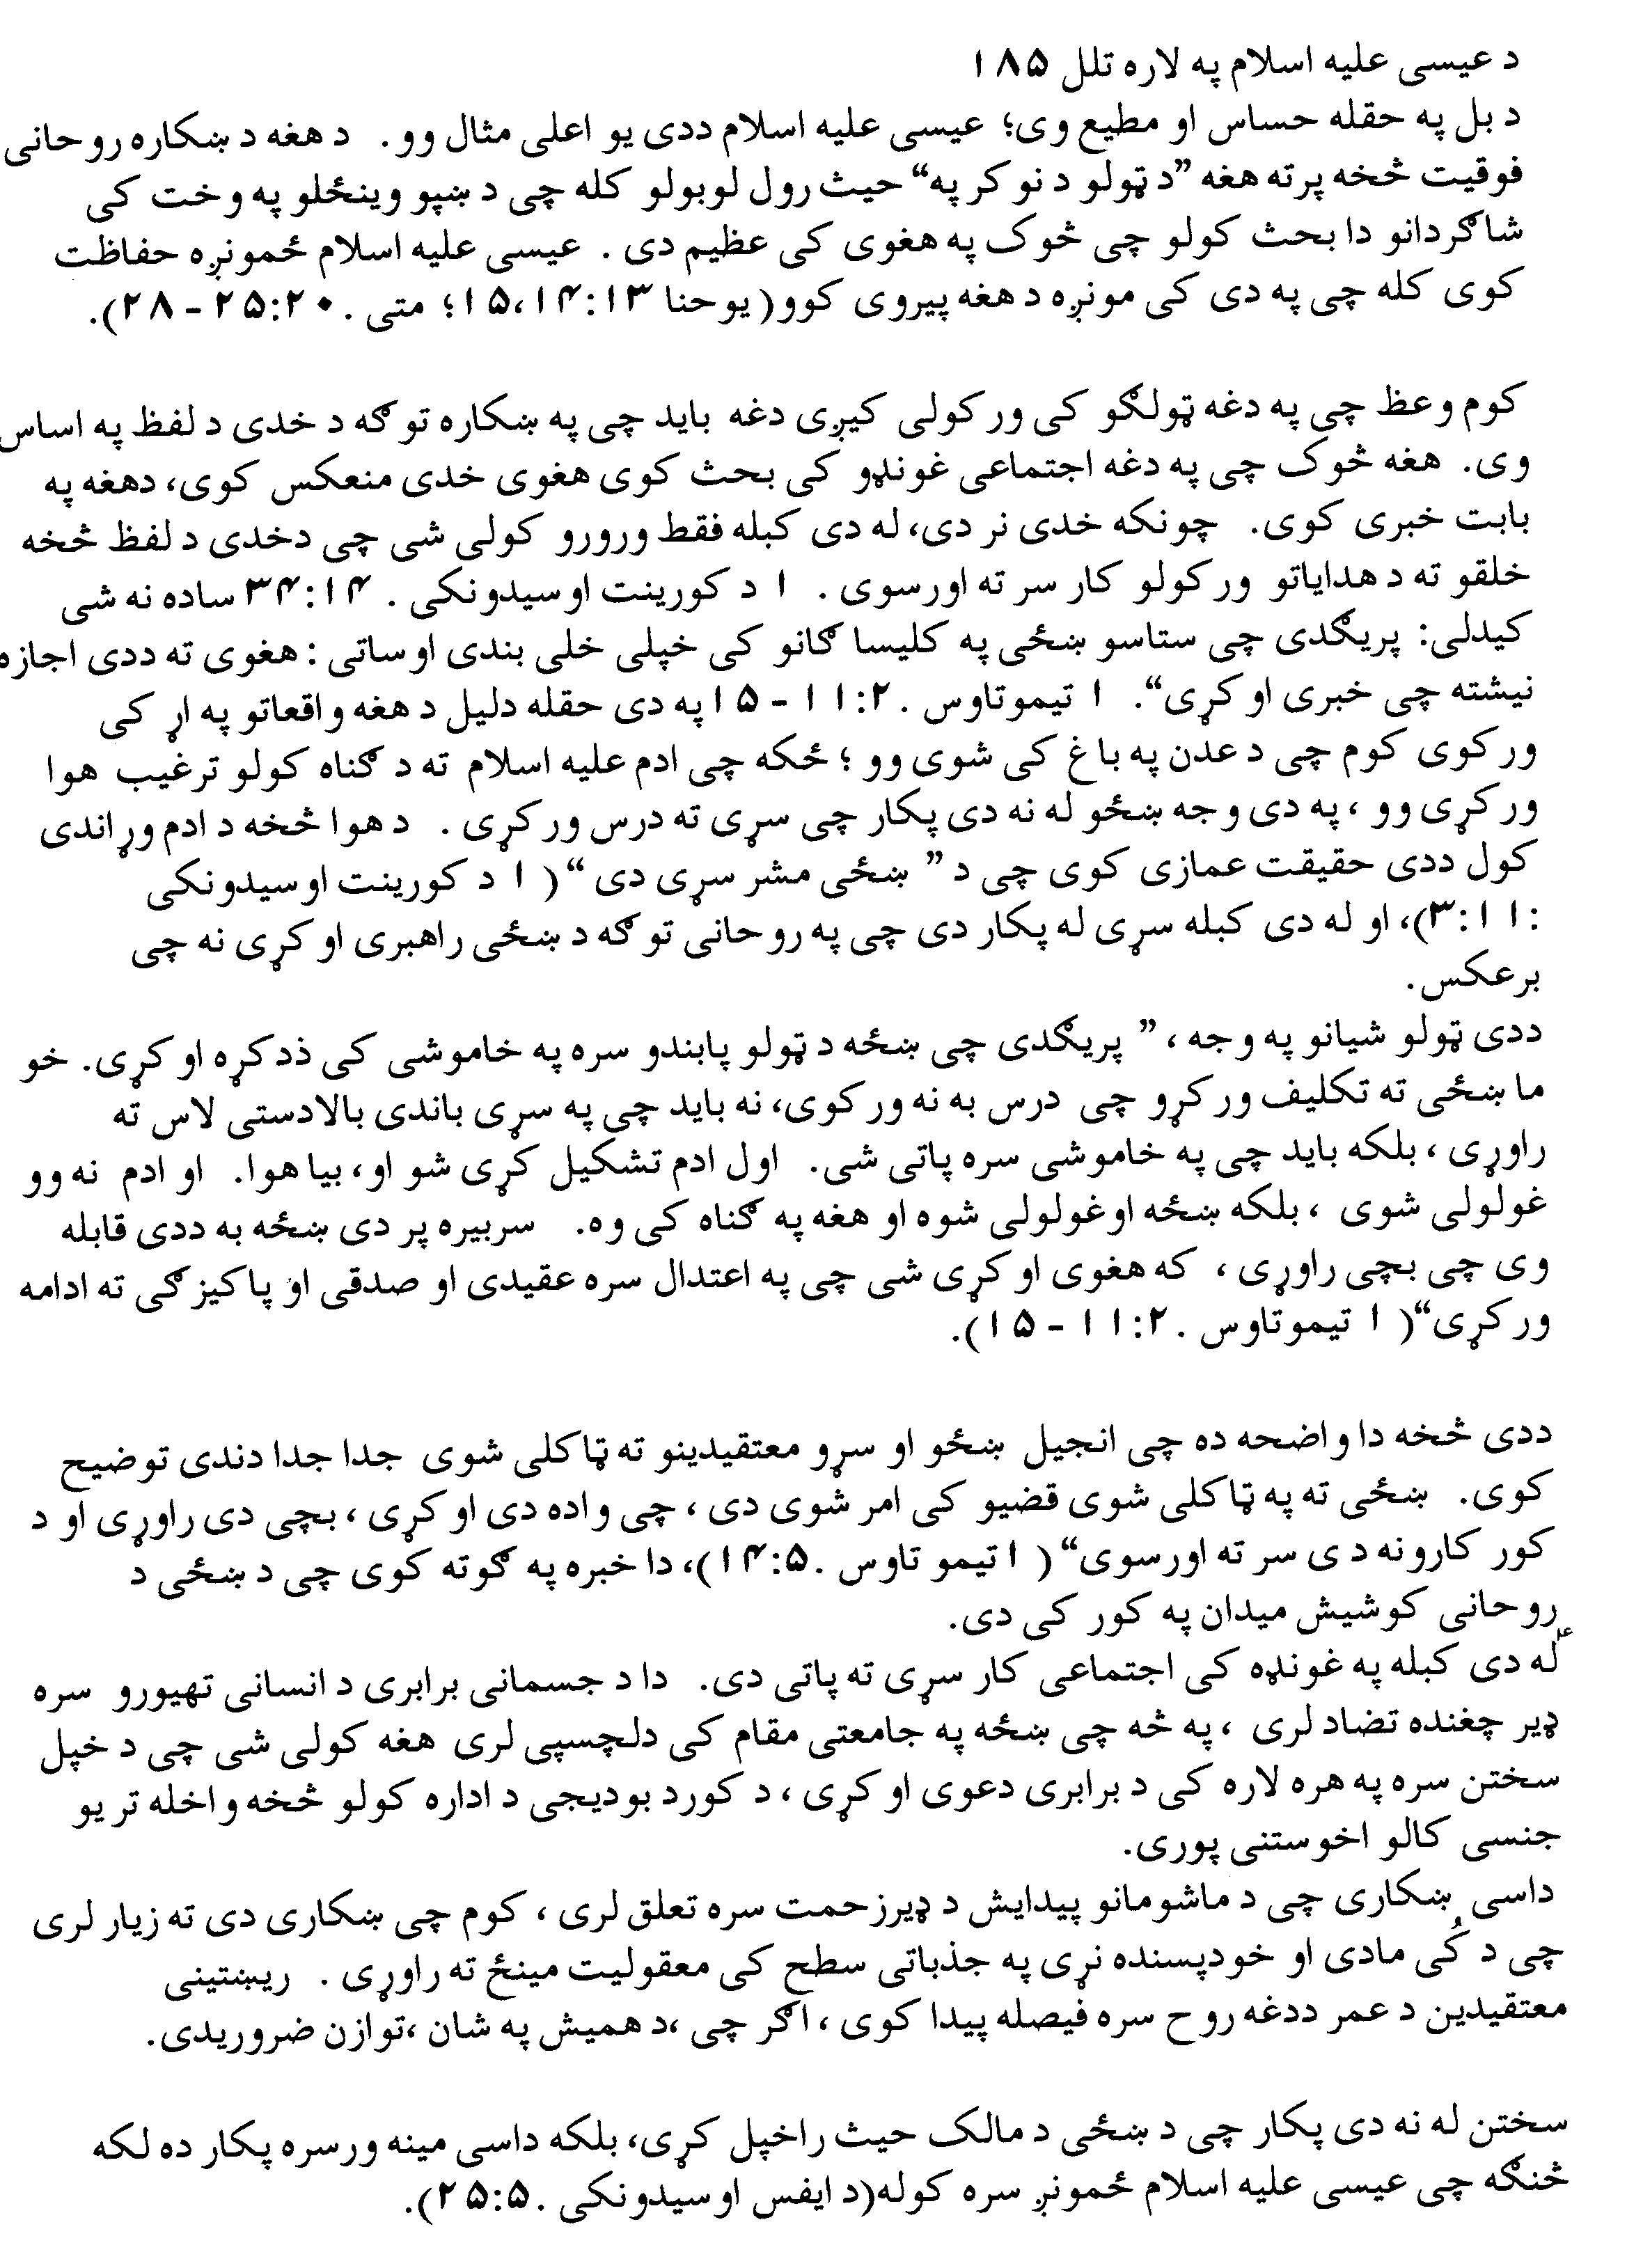 د عیسی علیه اسلام په لاره تلل ۱۸۵
د بل په حقله حساس او مطیع وی؛ عیسی علیه اسلام ددی یو اعلی مثال وو. د هغه د ښکاره روحانی
فوقیت څخه پرته هغه ”د ټولو د نوکر په“ حیث رول لوبولو کله چی د ښپو وینځلو په وخت کی
شاګردانو دا بحث کولو چی څوک په هغوی کی عظیم دی . عیسی علیه اسلام ځمونږه حفاظت
کوی کله چی په دی کی مونږه د هغه پیروی کوو( یوحنا ۱۵،۱۴:۱۳؛ متی . ۲۵:۲۰-۲۸).
کوم وعظ چی په دغه ټولګو کی ورکولی کیږی دغه باید چی په ښکاره توګه د خدی د لفظ په اساس
وی. هغه څوک چی په دغه اجتماعی غونډو کی بحث کوی هغوی خدی منعکس کوی، دهغه په
بابت خبری کوی. چونکه خدی نر دی، له دی کبله فقط ورورو کولی شی چی دخدی د لفظ څخه
خلقو ته د هدایاتو ورکولو کار سر ته اورسوی . ۱ د کورینت اوسیدونکی . ۳۴:۱۴ ساده نه شی
کیدلی: پریګدی چی ستاسو ښځی په کلیساګانو کی خپلی خلی بندی اوساتی : هغوی ته ددی اجازه
نیشته چی خبری اوکړی“. ۱ تیموتاوس .۱۱:۲-۱۵ په دی حقله دلیل د هغه واقعاتو په اړ کی
ورکوی کوم چی د عدن په باغ کی شوی وو ؛ ځکه چی ادم علیه اسلام ته د ګناه کولو ترغیب هوا
ورکړی وو ، په دی وجه ښځو له نه دی پکار چی سړی ته درس ورکړی . د هوا څخه د ادم وړاندی
کول ددی حقیقت عمازی کوی چی د ” ښځی مشر سړی دی “( ۱ د کورینت اوسیدونکی
:۳:۱۱)، او له دی کبله سړی له پکار دی چی په روحانی توګه د ښځی راهبری اوکړی نه چی
برعکس.
ددی ټولو شیانو په وجه ، ” پریګدی چی ښځه د ټولو پابندو سره په خاموشی کی ذدکړه اوکړی. خو
ما ښځی ته تکلیف ورکړو چی درس به نه ورکوی، نه باید چی په سړی باندی بالادستی لاس ته
راوړی ، بلکه باید چی په خاموشی سره پاتی شی. اول ادم تشکیل کړی شو او، بیا هوا. او ادم نه وو
غولولی شوی ، بلکه ښځه اوغولولی شوه او هغه په ګناه کی وه. سربیره پر دی ښځه به ددی قابله
وی چی بچی راوړی ، که هغوی اوکړی شی چی په اعتدال سره عقیدی او صدقی او پاکیزګی ته ادامه
ورکړی“( ۱ تیموتاوس .۱۱:۲-۱۵).
ددی څخه دا واضحه ده چی انجیل ښځو او سړو معتقیدینو ته ټاکلی شوی جدا جدا دندی توضیح
کوی. ښځی ته په ټاکلی شوی قضیو کی امر شوی دی ، چی واده دی اوکړی ، بچی دی راوړی او د
کور کارونه دی سر ته اورسوی“ ( ۱ تیمو تاوس .۱۴:۵)، دا خبره په ګوته کوی چی د ښځی د
روحانی کوشیش میدان په کور کی دی.
له دی کبله په غونډه کی اجتماعی کار سړی ته پاتی دی. دا د جسمانی برابری د انسانی تهیورو سره
ډیر چغنده تضاد لری ، په څه چی ښځه په جامعتی مقام کی دلچسپی لری هغه کولی شی چی د خپل
سختن سره په هره لاره کی د برابری دعوی اوکړی ، د کورد بودیجی د اداره کولو څخه واخله تر یو
جنسی کالو اخوستنی پوری.
داسی ښکاری چی د ماشومانو پیدایش د ډیرزحمت سره تعلق لری ، کوم چی ښکاری دی ته زیار لری
چی د کُی مادی او خودپسنده نړی په جذباتی سطح کی معقولیت مینځ ته راوړی . ریښتینی
معتقیدین د عمر ددغه روح سره فیصله پیدا کوی ، اګر چی ،د همیش په شان ،توازن ضروریدی.
سختن له نه دی پکار چی د ښځی د مالک حیث راخپل کړی، بلکه داسی مینه ورسره پکار ده لکه
څنګه چی عیسی علیه اسلام ځمونږ سره کوله(د ایفس اوسیدونکی .۲۵:۵).